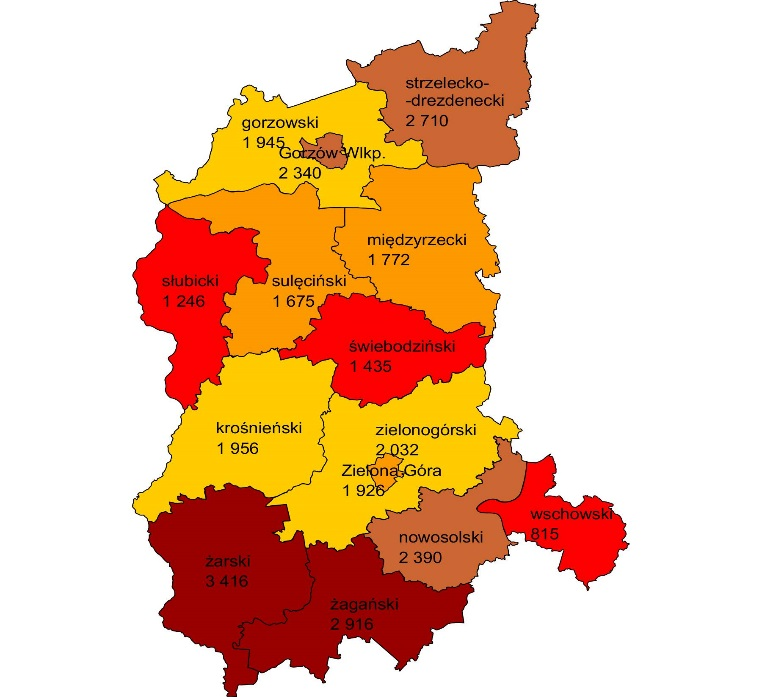 strzelecko-
-drezdenecki
2 710
gorzowski
1 945
Gorzów Wlkp.
2 340
międzyrzecki
1 772
słubicki
1 246
sulęciński
1 675
świebodziński
1 435
krośnieński
1 956
zielonogórski
2 032
Zielona Góra
1 926
wschowski
815
nowosolski
2 390
żarski
3 416
żagański
2 916